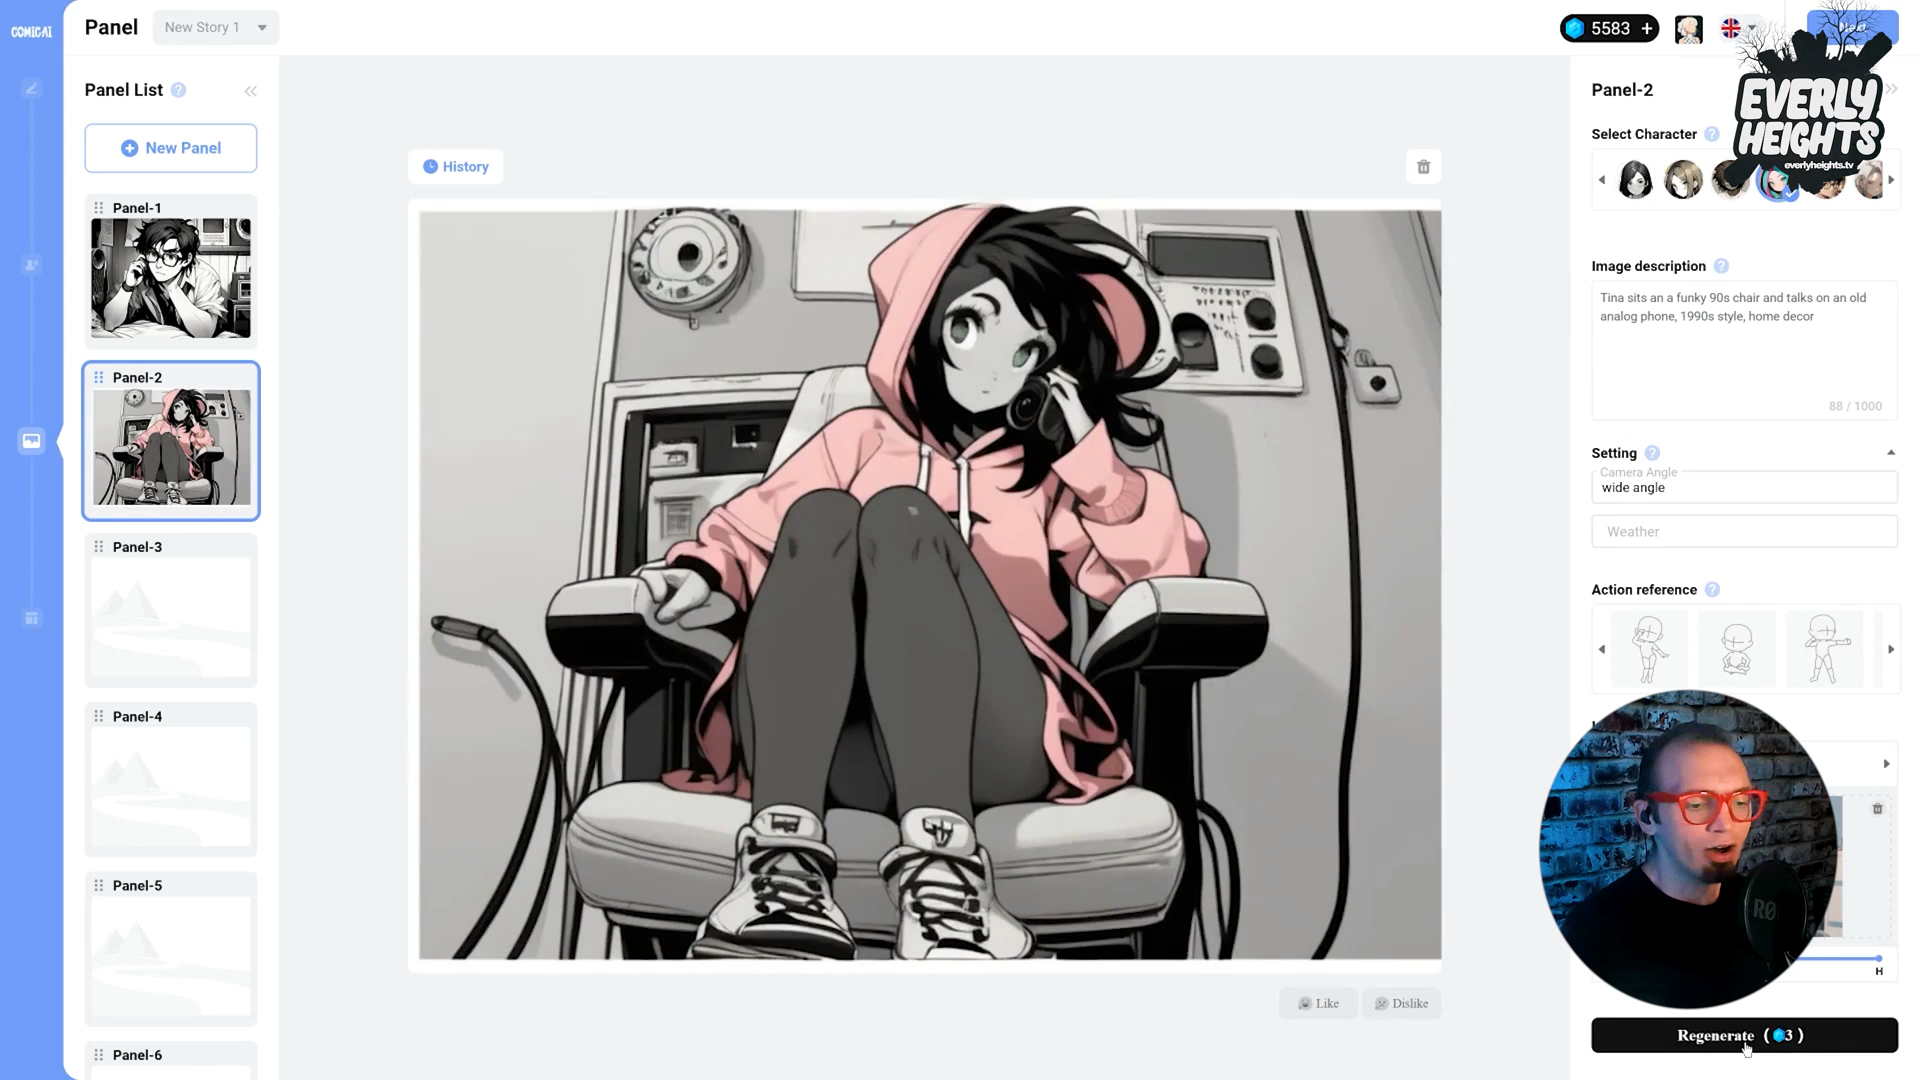 COMICAI
Panel
New Story 1
5583 +
EVERLY
HEIGHTS
everlyheights.tv
Panel List ?
New Panel
Panel-1
Panel-2
Panel-3
Panel-4
Panel-5
Panel-6
History
Like
Dislike
Panel-2
Select Character ?
Image description ?
Tina sits an a funky 90s chair and talks on an old
analog phone, 1990s style, home decor
88 / 1000
Setting ?
Camera Angle
wide angle
Weather
Action reference ?
RØ
H
Regenerate ( 3 )